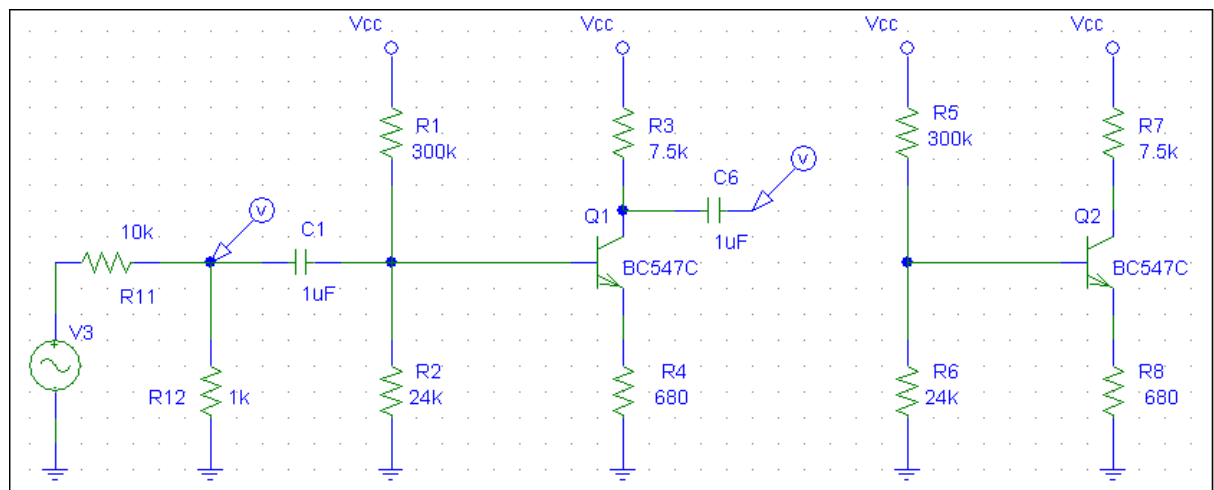 Vcc
Vcc
Vcc
Vcc
R1
300k
R3
7.5k
R5
300k
R7
7.5k
V
C6
1uF
V
10k
R11
C1
1uF
Q1
BC547C
Q2
BC547C
V3
R12
1k
R2
24k
R4
680
R6
24k
R8
680